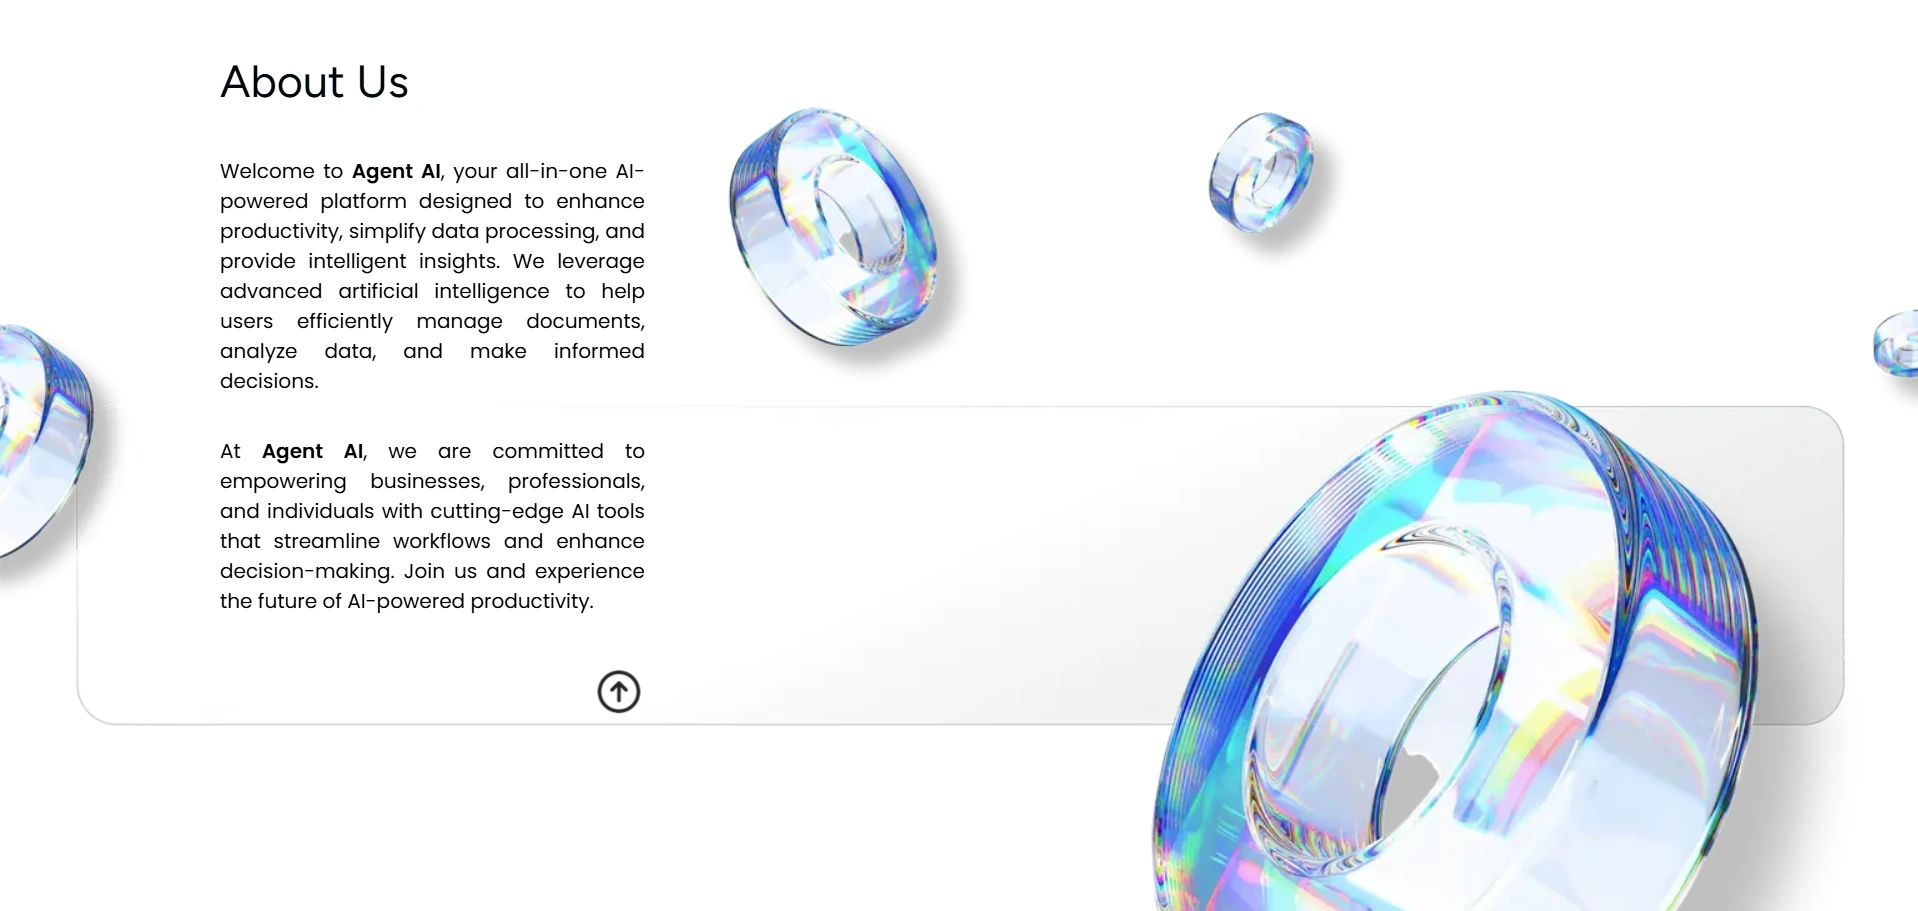 About Us
Welcome to Agent AI, your all-in-one AI-
powered platform designed to enhance
productivity, simplify data processing, and
provide intelligent insights. We leverage
advanced artificial intelligence to help
users efficiently manage documents,
analyze data, and make informed
decisions.
At Agent AI, we are committed to
empowering businesses, professionals,
and individuals with cutting-edge AI tools
that streamline workflows and enhance
decision-making. Join us and experience
the future of AI-powered productivity.